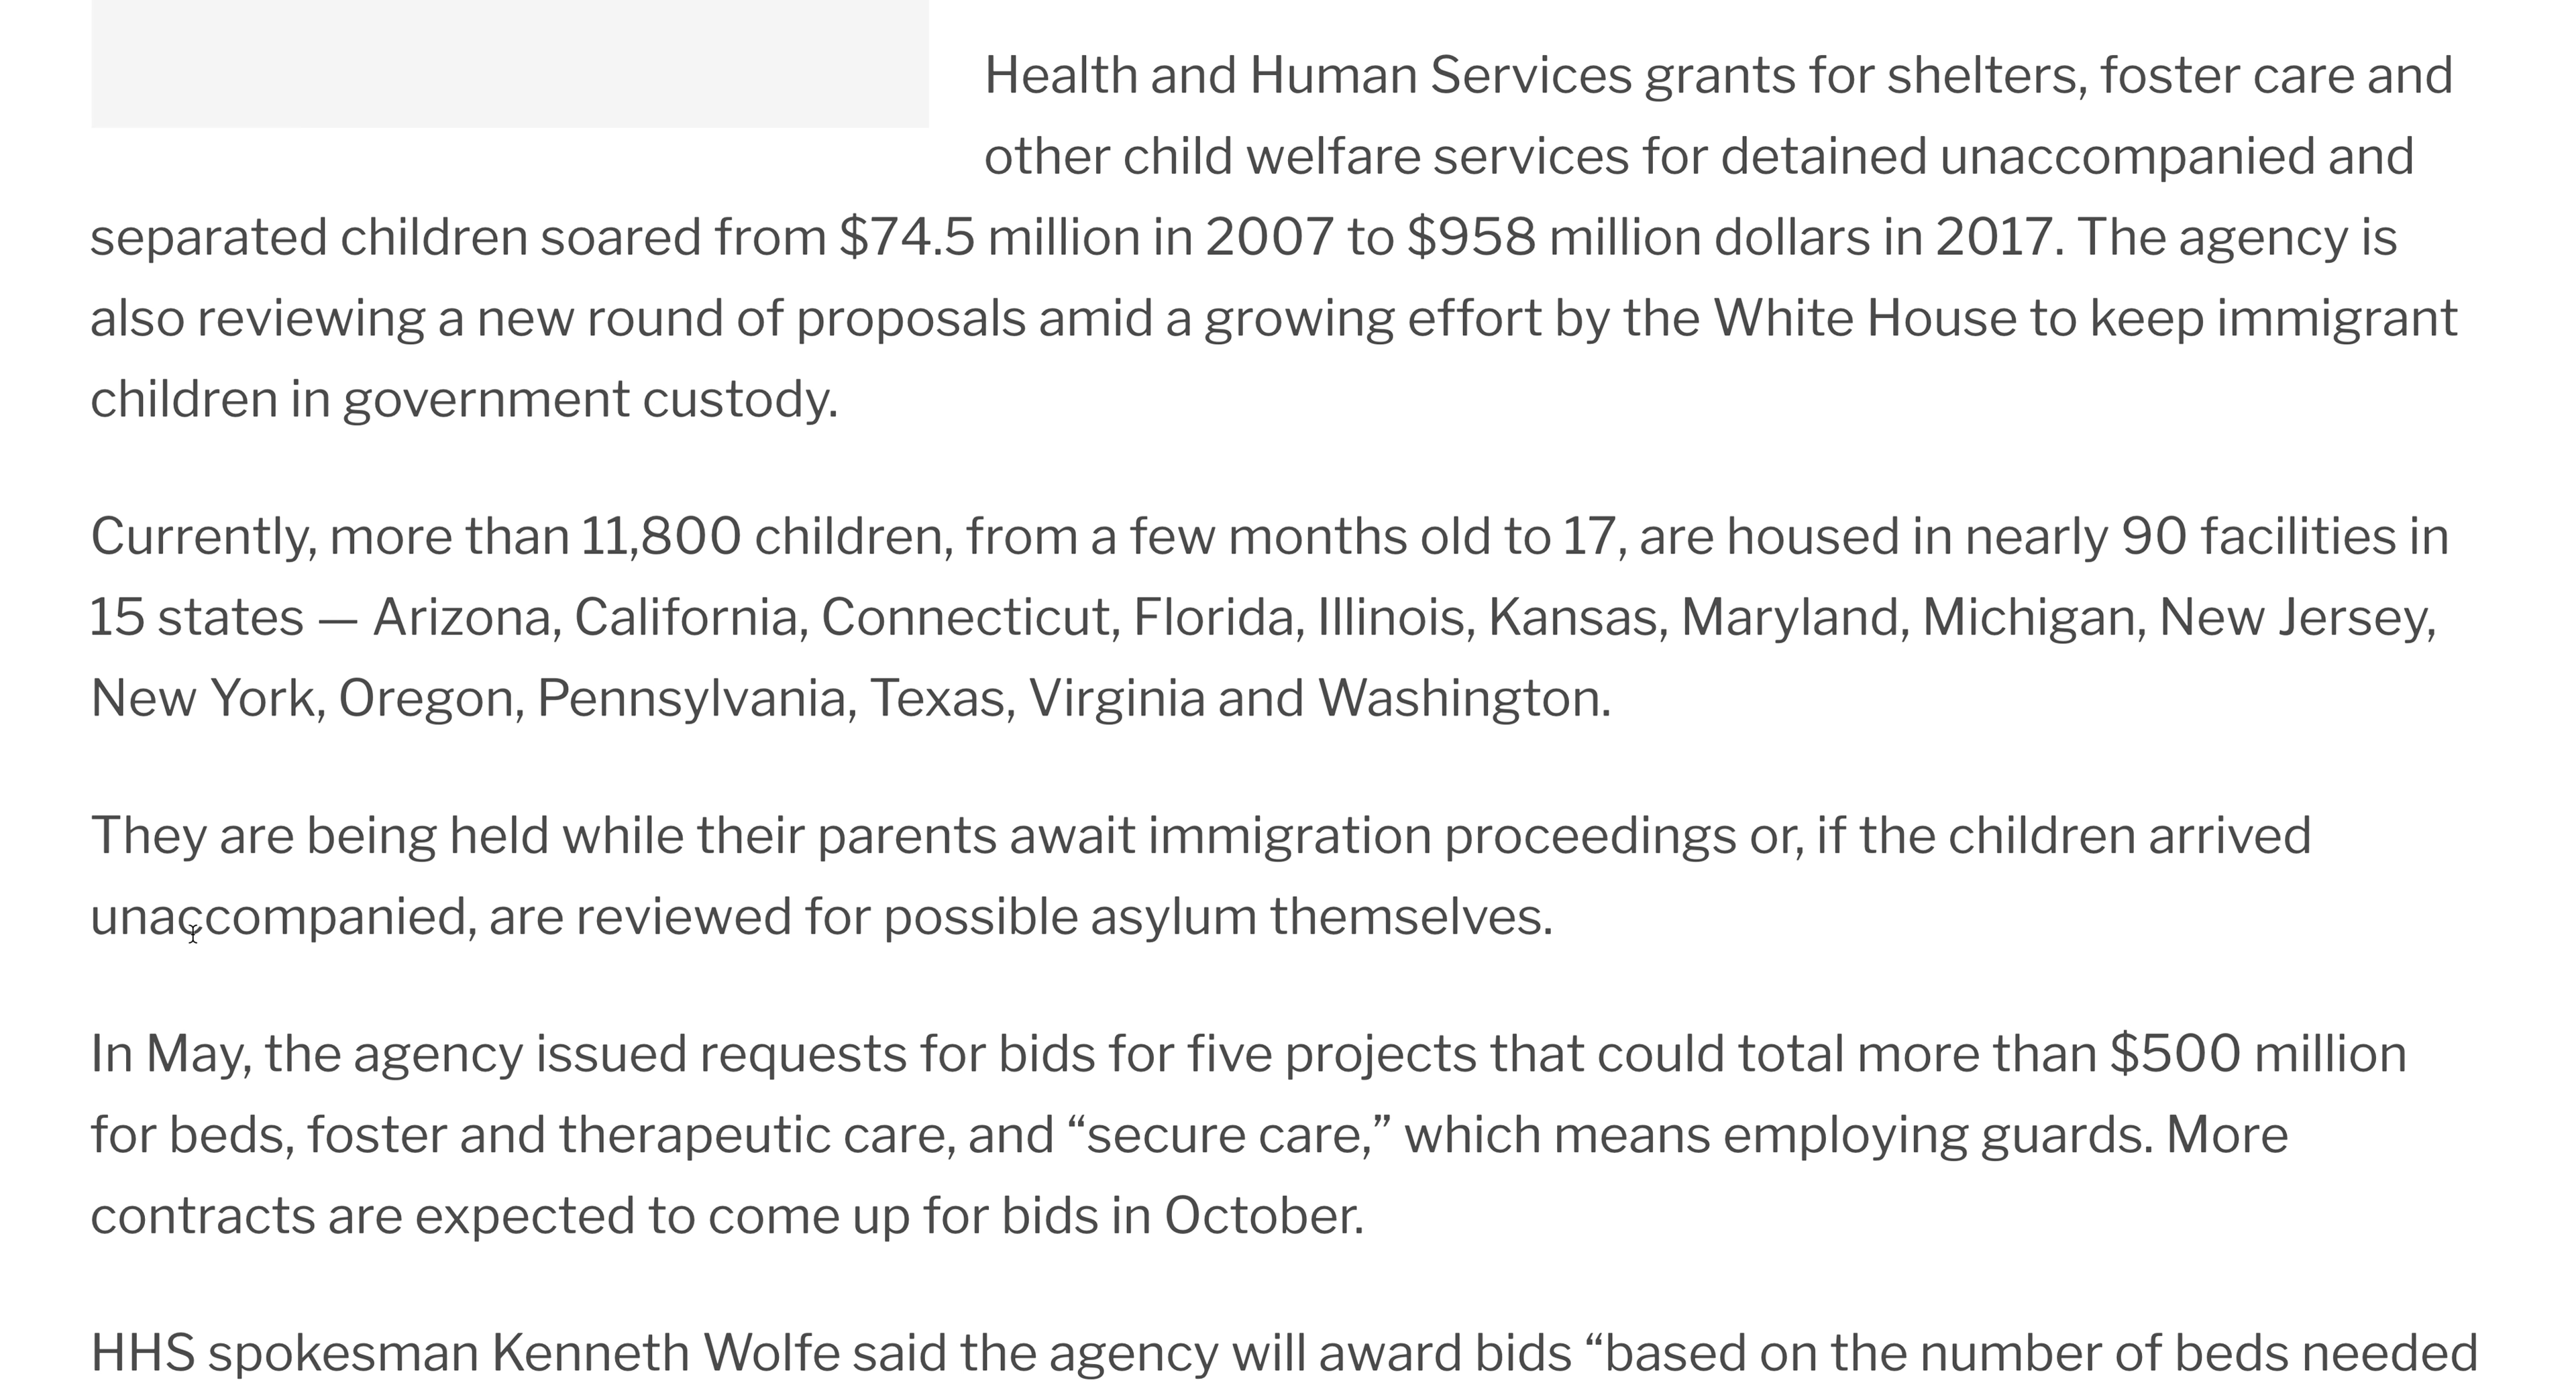 Health and Human Services grants for shelters, foster care and
other child welfare services for detained unaccompanied and
separated children soared from $74.5 million in 2007 to $958 million dollars in 2017. The agency is
also reviewing a new round of proposals amid a growing effort by the White House to keep immigrant
children in government custody.
Currently, more than 11,800 children, from a few months old to 17, are housed in nearly 90 facilities in
15 states — Arizona, California, Connecticut, Florida, Illinois, Kansas, Maryland, Michigan, New Jersey,
New York, Oregon, Pennsylvania, Texas, Virginia and Washington.
They are being held while their parents await immigration proceedings or, if the children arrived
unaccompanied, are reviewed for possible asylum themselves.
In May, the agency issued requests for bids for five projects that could total more than $500 million
for beds, foster and therapeutic care, and “secure care,” which means employing guards. More
contracts are expected to come up for bids in October.
HHS spokesman Kenneth Wolfe said the agency will award bids “based on the number of beds needed